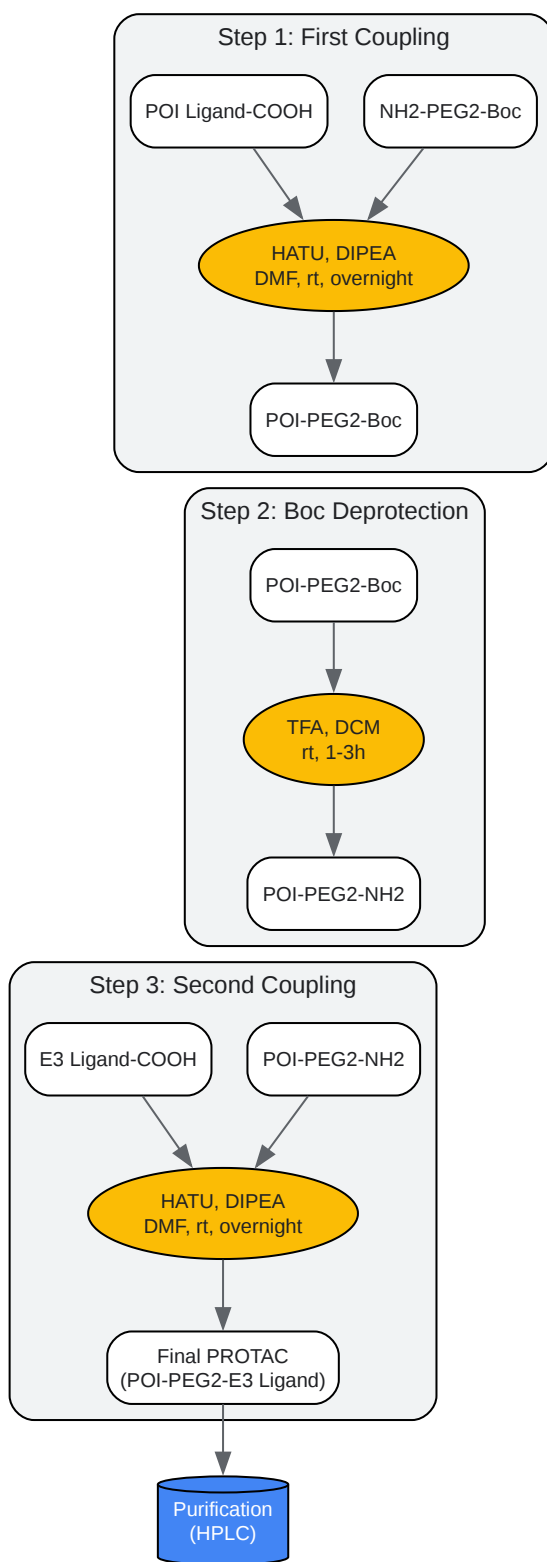 Step 1: First Coupling
POI Ligand-COOH
NH2-PEG2-Boc
HATU, DIPEA
DMF, rt, overnight
POI-PEG2-Boc
Step 2: Boc Deprotection
POI-PEG2-Boc
TFA, DCM
rt, 1-3h
POI-PEG2-NH2
Step 3: Second Coupling
E3 Ligand-COOH
POI-PEG2-NH2
HATU, DIPEA
DMF, rt, overnight
Final PROTAC
(POI-PEG2-E3 Ligand)
Purification
(HPLC)